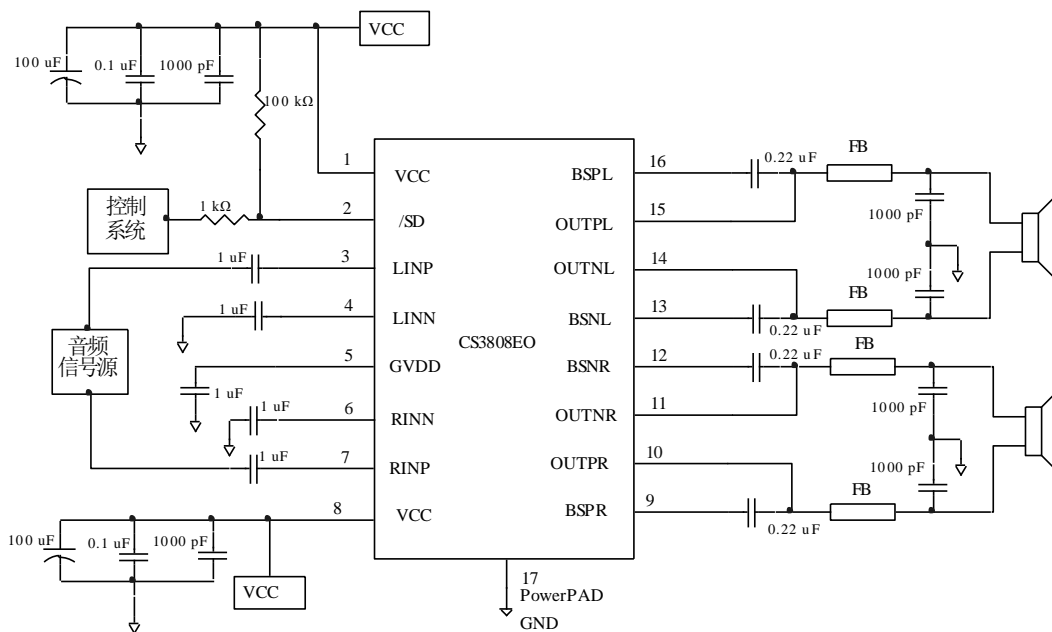 VCC
100 uF
0.1 uF
1000 pF
100 kΩ
控制
系统
1 kΩ
1 uF
1 uF
音频
信号源
1 uF
1 uF
1 uF
1
2
3
4
5
6
7
8
VCC
/SD
LINP
LINN
GVDD
RINN
RINP
VCC
CS3808EO
BSPL
OUTPL
OUTNL
BSNL
BSNR
OUTNR
OUTPR
BSPR
16
15
14
13
12
11
10
9
0.22 uF
FB
1000 pF
1000 pF
FB
0.22 uF
0.22 uF
FB
1000 pF
1000 pF
FB
0.22 uF
100 uF
0.1 uF
1000 pF
VCC
17
PowerPAD
GND